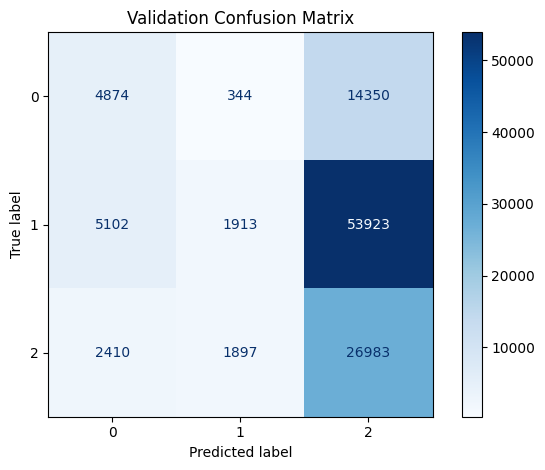 Validation Confusion Matrix
True label
0
4874 344 14350
1
5102 1913 53923
2
2410 1897 26983
0 1 2
Predicted label
50000
40000
30000
20000
10000